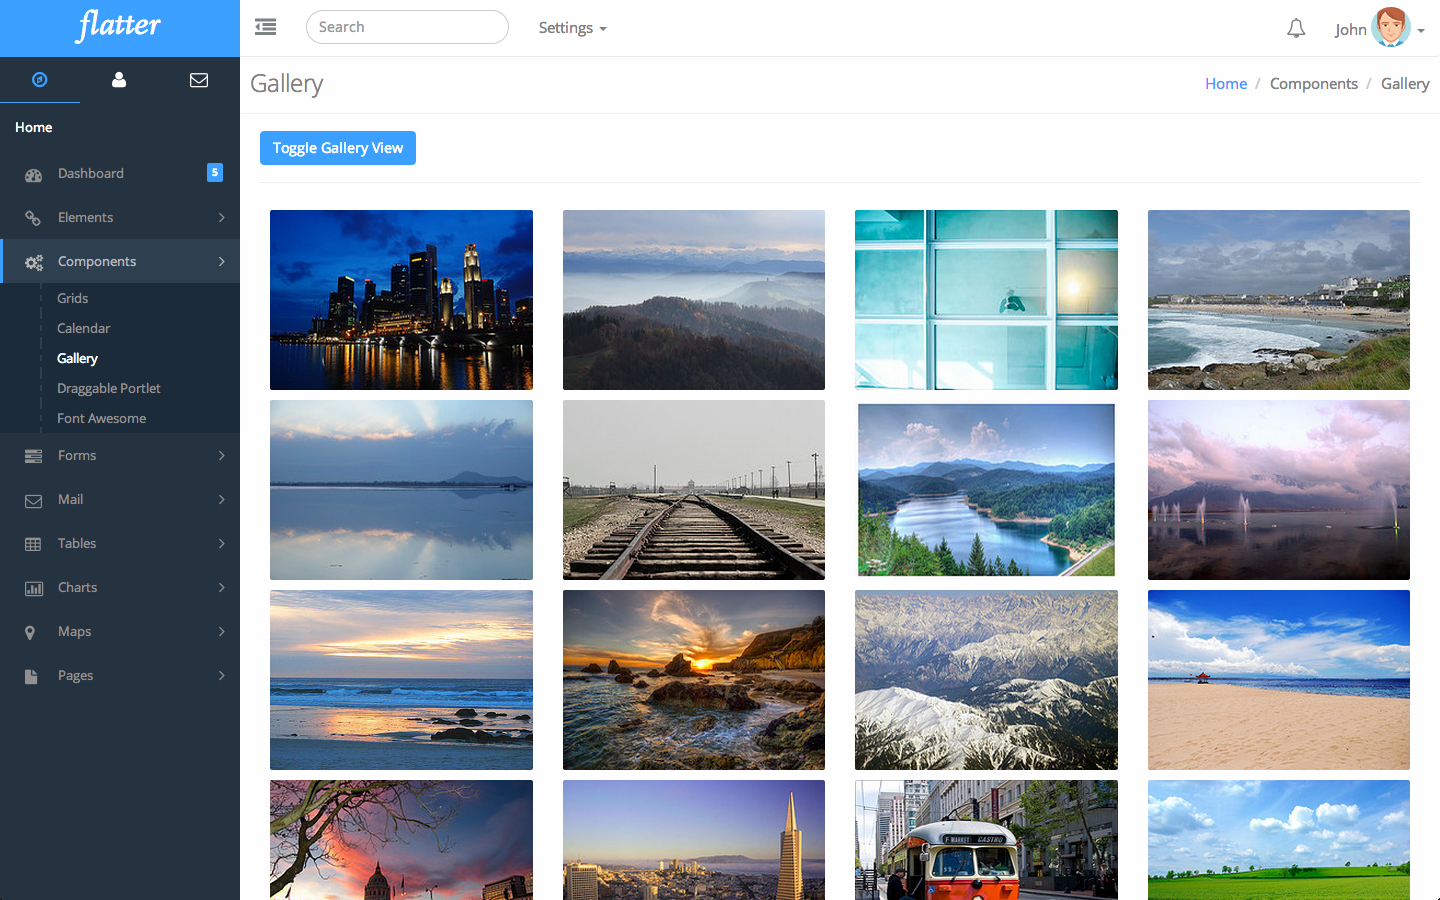 flatter
Search
Settings
John
Home
Dashboard
5
Elements
Components
Grids
Calendar
Gallery
Draggable Portlet
Font Awesome
Forms
Mail
Tables
Charts
Maps
Pages
Gallery
Home / Components / Gallery
Toggle Gallery View
F MARKET CASTRO